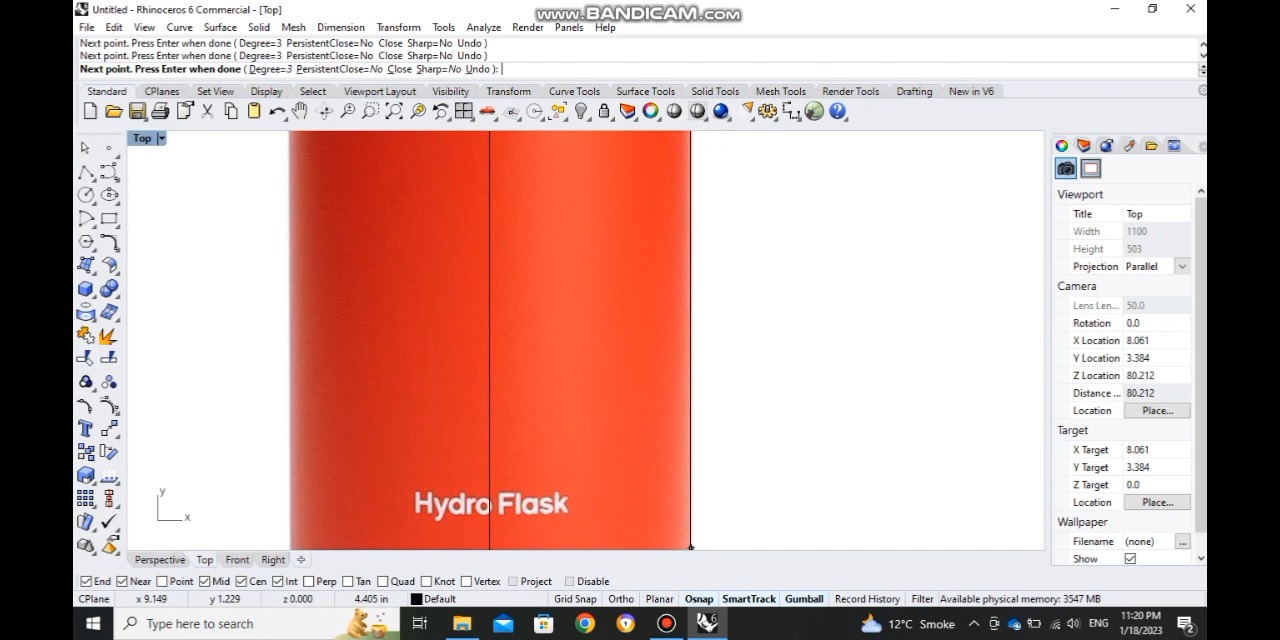 Untitled - Rhinoceros 6 Commercial - [Top]
www.BANDICAM.com
File Edit View Curve Surface Solid Mesh Dimension Transform Tools Analyze Render Panels Help
Next point. Press Enter when done ( Degree=3 PersistentClose=No Close Sharp=No Undo )
Next point. Press Enter when done ( Degree=3 PersistentClose=No Close Sharp=No Undo )
Next point. Press Enter when done ( Degree=3 PersistentClose=No Close Sharp=No Undo ):
Standard CPlanes Set View Display Select Viewport Layout Visibility Transform Curve Tools Surface Tools Solid Tools Mesh Tools Render Tools Drafting New in V6
Top
Viewport
Title Top
Width 1100
Height 503
Projection Parallel
Camera
Lens Len... 50.0
Rotation 0.0
X Location 8.061
Y Location 3.384
Z Location 80.212
Distance ... 80.212
Location Place...
Target
X Target 8.061
Y Target 3.384
Z Target 0.0
Location Place...
Wallpaper
Filename (none) ...
Show
Hydro Flask
y
x
Perspective Top Front Right
End Near Point Mid Cen Int Perp Tan Quad Knot Vertex Project Disable
CPlane x 9.149 y 1.229 z 0.000 4.405 in Default Grid Snap Ortho Planar Osnap SmartTrack Gumball Record History Filter Available physical memory: 3547 MB
Type here to search
12°C Smoke
ENG
11:20 PM
1/18/2023
2